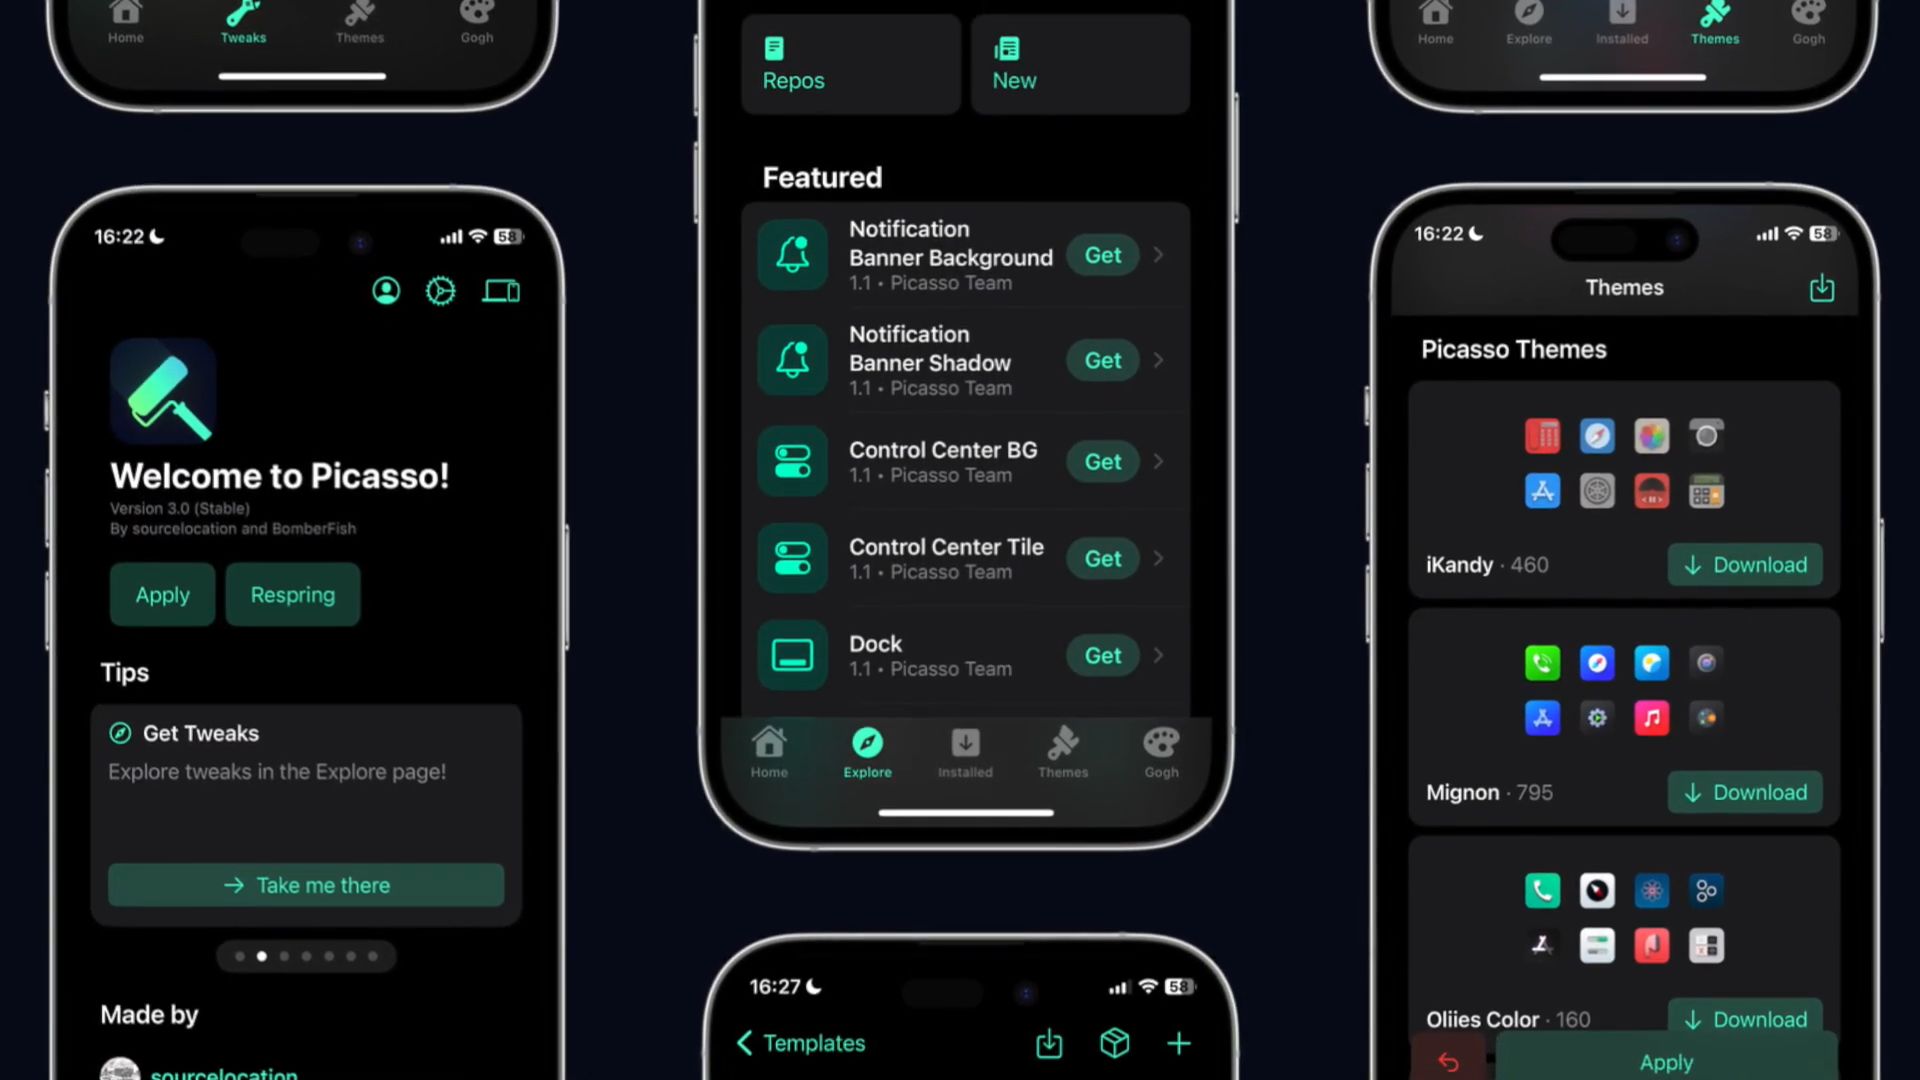 Home
Tweaks
Themes
Gogh
16:22
58
Welcome to Picasso!
Version 3.0 (Stable)
By sourcelocation and BomberFish
Apply
Respring
Tips
Get Tweaks
Explore tweaks in the Explore page!
Take me there
Made by
sourcelocation
Repos
New
Featured
Notification
Banner Background
Get
1.1 • Picasso Team
Notification
Banner Shadow
Get
1.1 • Picasso Team
Control Center BG
Get
1.1 • Picasso Team
Control Center Tile
Get
1.1 • Picasso Team
Dock
Get
1.1 • Picasso Team
Home
Explore
Installed
Themes
Gogh
16:27
58
Templates
Home
Explore
Installed
Themes
Gogh
16:22
58
Themes
Picasso Themes
iKandy · 460
Download
Mignon · 795
Download
Oliies Color · 160
Download
Apply